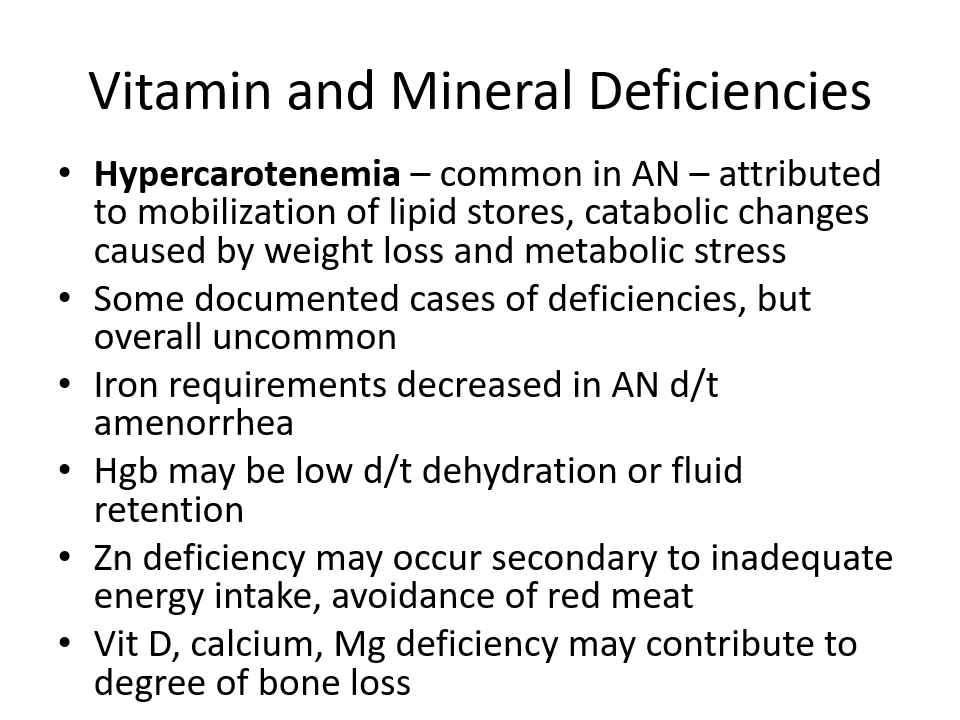 Vitamin and Mineral Deficiencies
• Hypercarotenemia – common in AN – attributed
to mobilization of lipid stores, catabolic changes
caused by weight loss and metabolic stress
• Some documented cases of deficiencies, but
overall uncommon
• Iron requirements decreased in AN d/t
amenorrhea
• Hgb may be low d/t dehydration or fluid
retention
• Zn deficiency may occur secondary to inadequate
energy intake, avoidance of red meat
• Vit D, calcium, Mg deficiency may contribute to
degree of bone loss